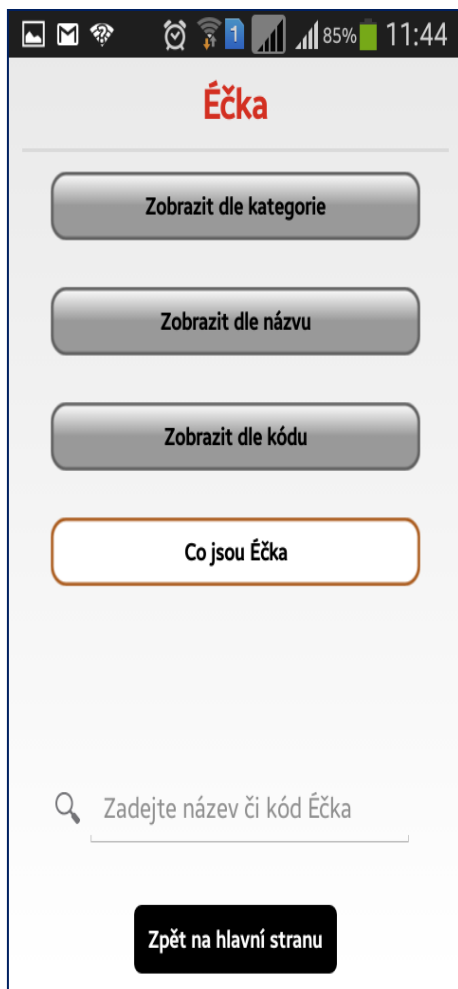 1 85% 11:44
Éčka
Zobrazit dle kategorie
Zobrazit dle názvu
Zobrazit dle kódu
Co jsou Éčka
Zadejte název či kód Éčka
Zpět na hlavní stranu